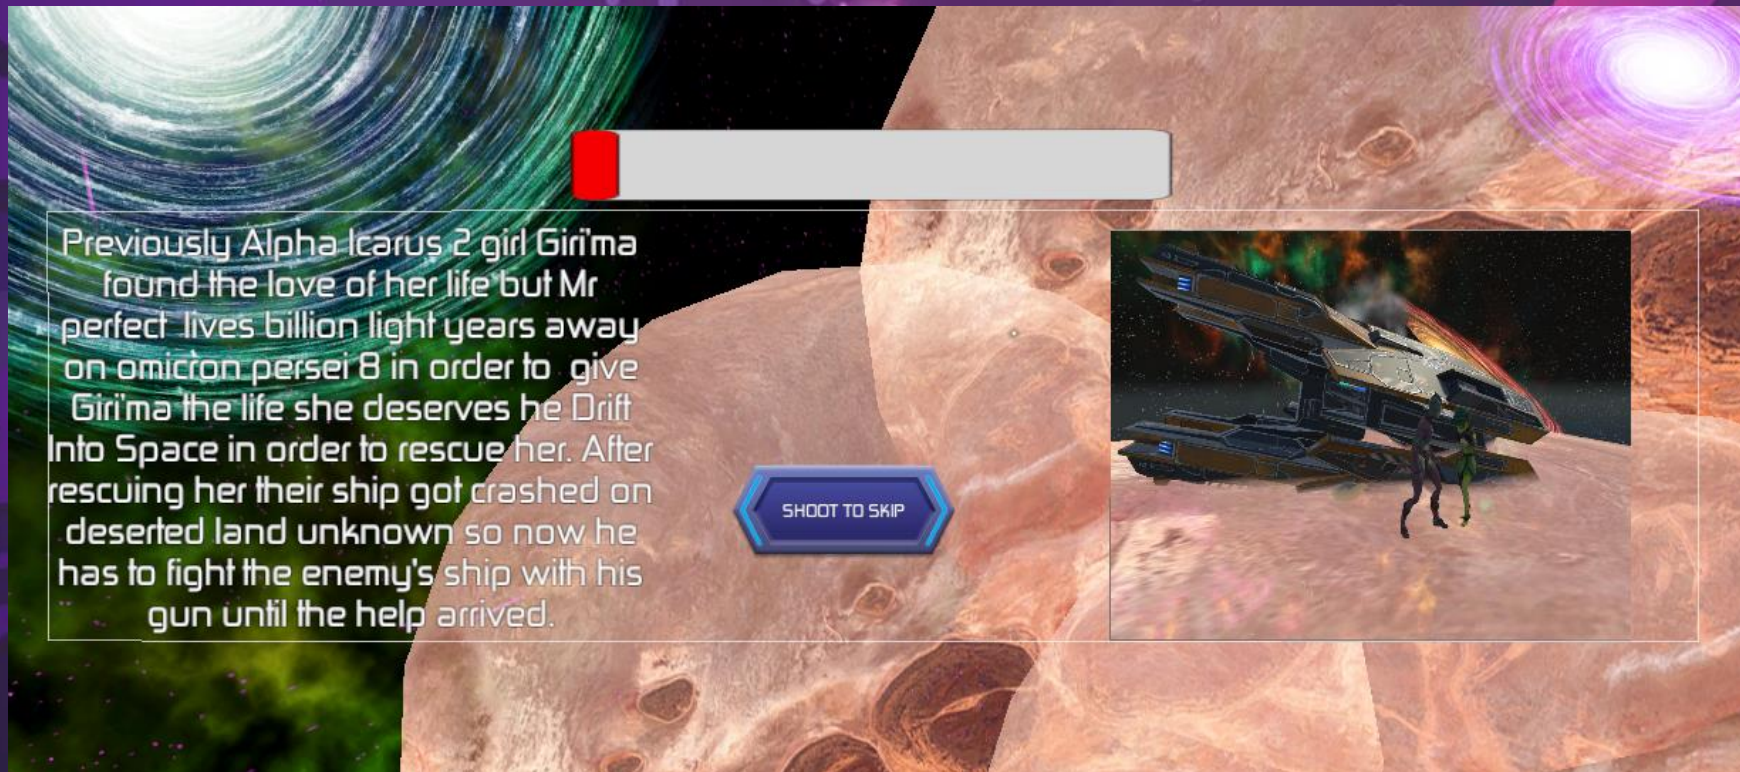 Previously Alpha Icarus 2 girl Giri'ma
found the love of her life but Mr
perfect lives billion light years away
on omicron persei 8 in order to give
Giri'ma the life she deserves he Drift
Into Space in order to rescue her. After
rescuing her their ship got crashed on
deserted land unknown so now he
has to fight the enemy's ship with his
gun until the help arrived.
SHOOT TO SKIP